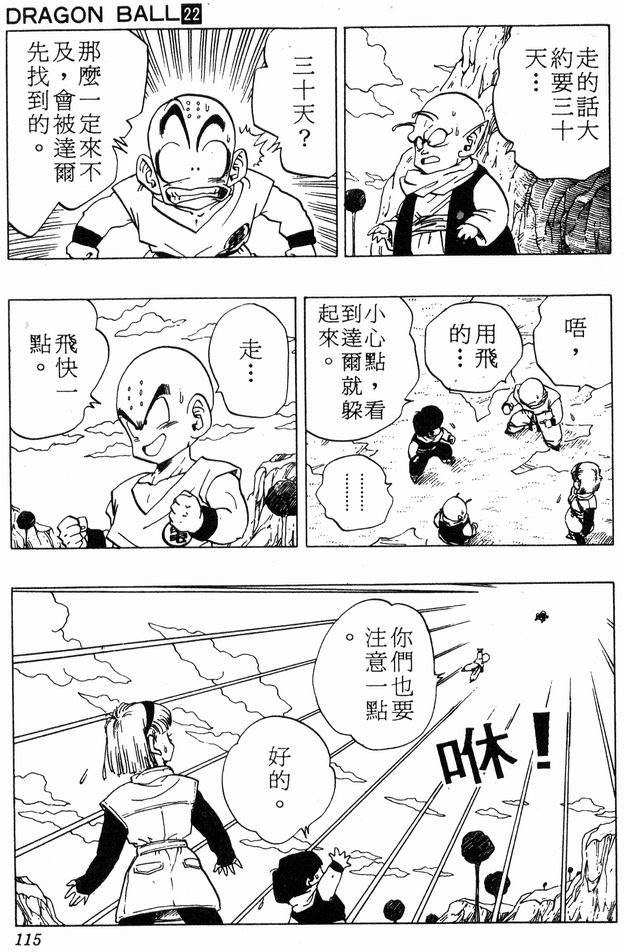 DRAGON BALL 22
走的話大
約要三十
天…
三十天？
那麼一定來不
及，會被達爾
先找到的。
唔，
用飛
的…
小心點，看
到達爾就躲
起來。
……
走…
飛快一
點。
你們也要
注意一點
。
好的。
咻！
115